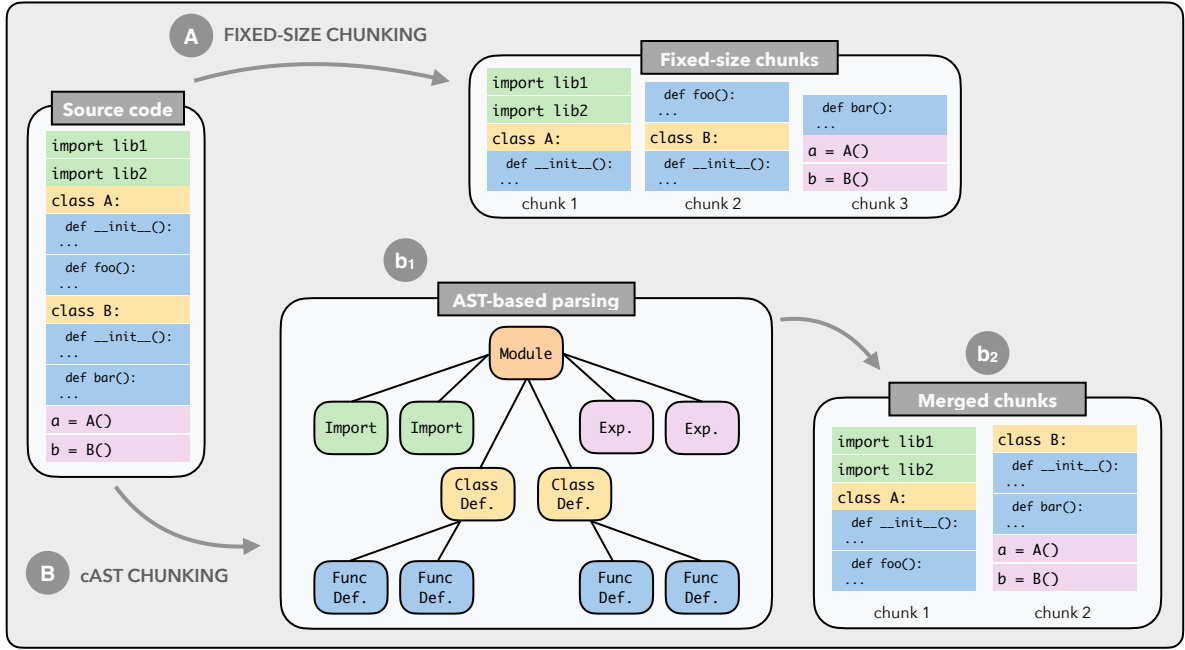 A FIXED-SIZE CHUNKING
Fixed-size chunks
import lib1
import lib2
class A:
def __init__():
...
chunk 1
def foo():
...
class B:
def __init__():
...
chunk 2
def bar():
...
a = A()
b = B()
chunk 3
Source code
import lib1
import lib2
class A:
def __init__():
...
def foo():
...
class B:
def __init__():
...
def bar():
...
a = A()
b = B()
B cAST CHUNKING
b1
AST-based parsing
Module
Import
Import
Exp.
Exp.
Class
Def.
Class
Def.
Func
Def.
Func
Def.
Func
Def.
Func
Def.
b2
Merged chunks
import lib1
import lib2
class A:
def __init__():
...
def foo():
...
chunk 1
class B:
def __init__():
...
def bar():
...
a = A()
b = B()
chunk 2